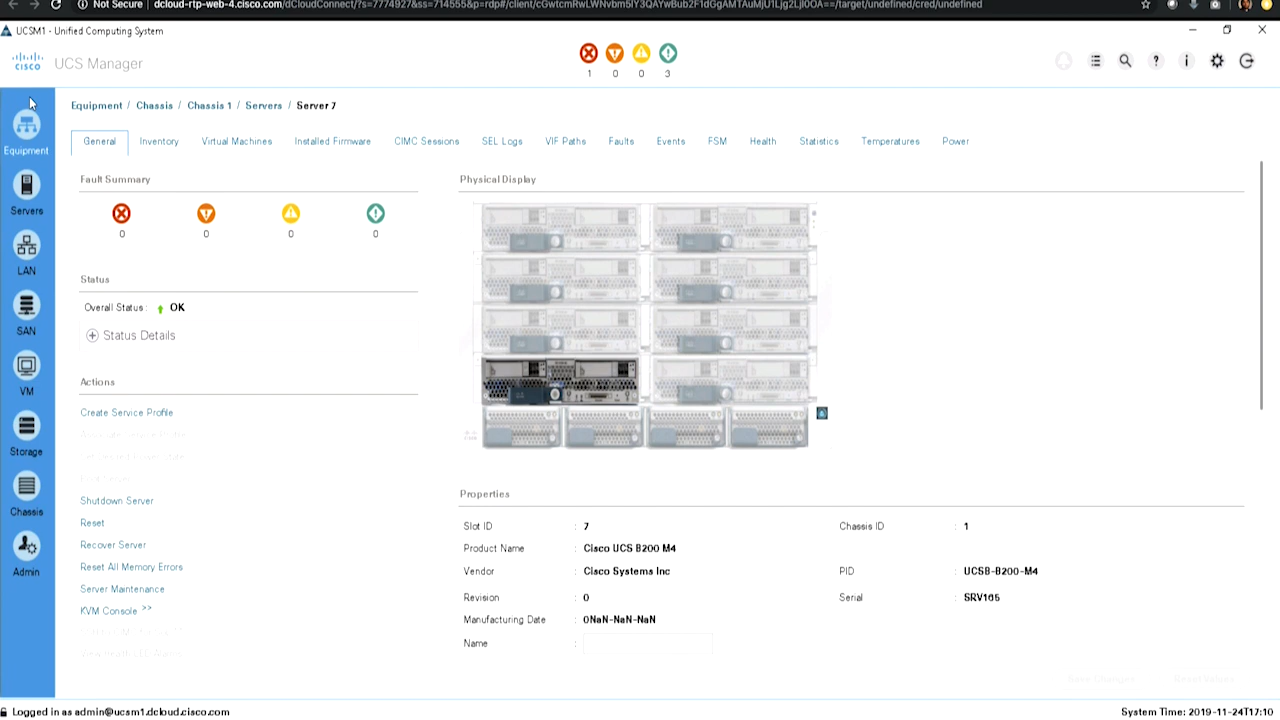 Not Secure | dcloud-rtp-web-4.cisco.com/dCloudConnect/?s=7774927&ss=714555&p=rdp#/client/
UCSM1 - Unified Computing System
cisco UCS Manager
1 0 0 3
Equipment / Chassis / Chassis 1 / Servers / Server 7
General Inventory Virtual Machines Installed Firmware CIMC Sessions SEL Logs VIF Paths Faults Events FSM Health Statistics Temperatures Power
Equipment
Servers
LAN
SAN
VM
Storage
Chassis
Admin
Fault Summary
0 0 0 0
Status
Overall Status : OK
Status Details
Actions
Create Service Profile
Shutdown Server
Reset
Recover Server
Reset All Memory Errors
Server Maintenance
KVM Console >>
Physical Display
Properties
Slot ID : 7 Chassis ID : 1
Product Name : Cisco UCS B200 M4
Vendor : Cisco Systems Inc PID : UCSB-B200-M4
Revision : 0 Serial : SRV165
Manufacturing Date : 0NaN-NaN-NaN
Name :
Save Changes Reset Values
Logged in as admin@ucsm1.dcloud.cisco.com System Time: 2019-11-24T17:10